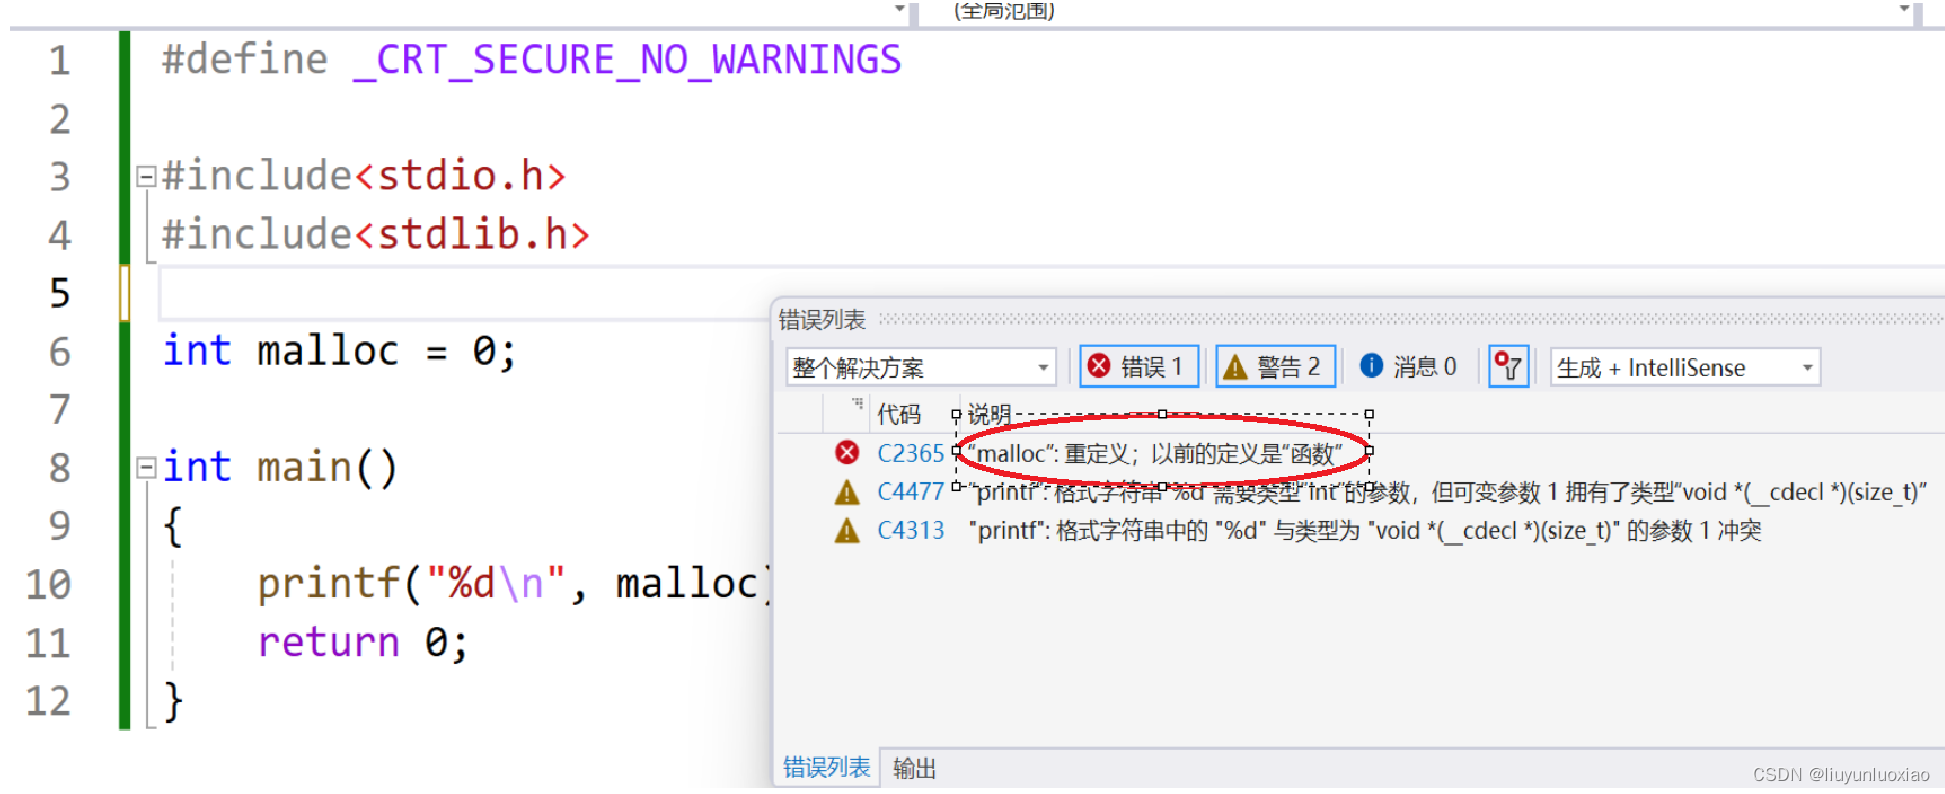 (全局范围)
1 #define _CRT_SECURE_NO_WARNINGS
2
3 #include<stdio.h>
4 #include<stdlib.h>
5
6 int malloc = 0;
7
8 int main()
9 {
10 printf("%d\n", malloc)
11 return 0;
12 }
错误列表
整个解决方案 错误 1 警告 2 消息 0 生成 + IntelliSense
代码 说明
C2365 "malloc": 重定义；以前的定义是"函数"
C4477 "printf": 格式字符串"%d"需要类型"int"的参数，但可变参数 1 拥有了类型"void *(__cdecl *)(size_t)"
C4313 "printf": 格式字符串中的 "%d" 与类型为 "void *(__cdecl *)(size_t)" 的参数 1 冲突
错误列表 输出
CSDN @liuyunluoxiao